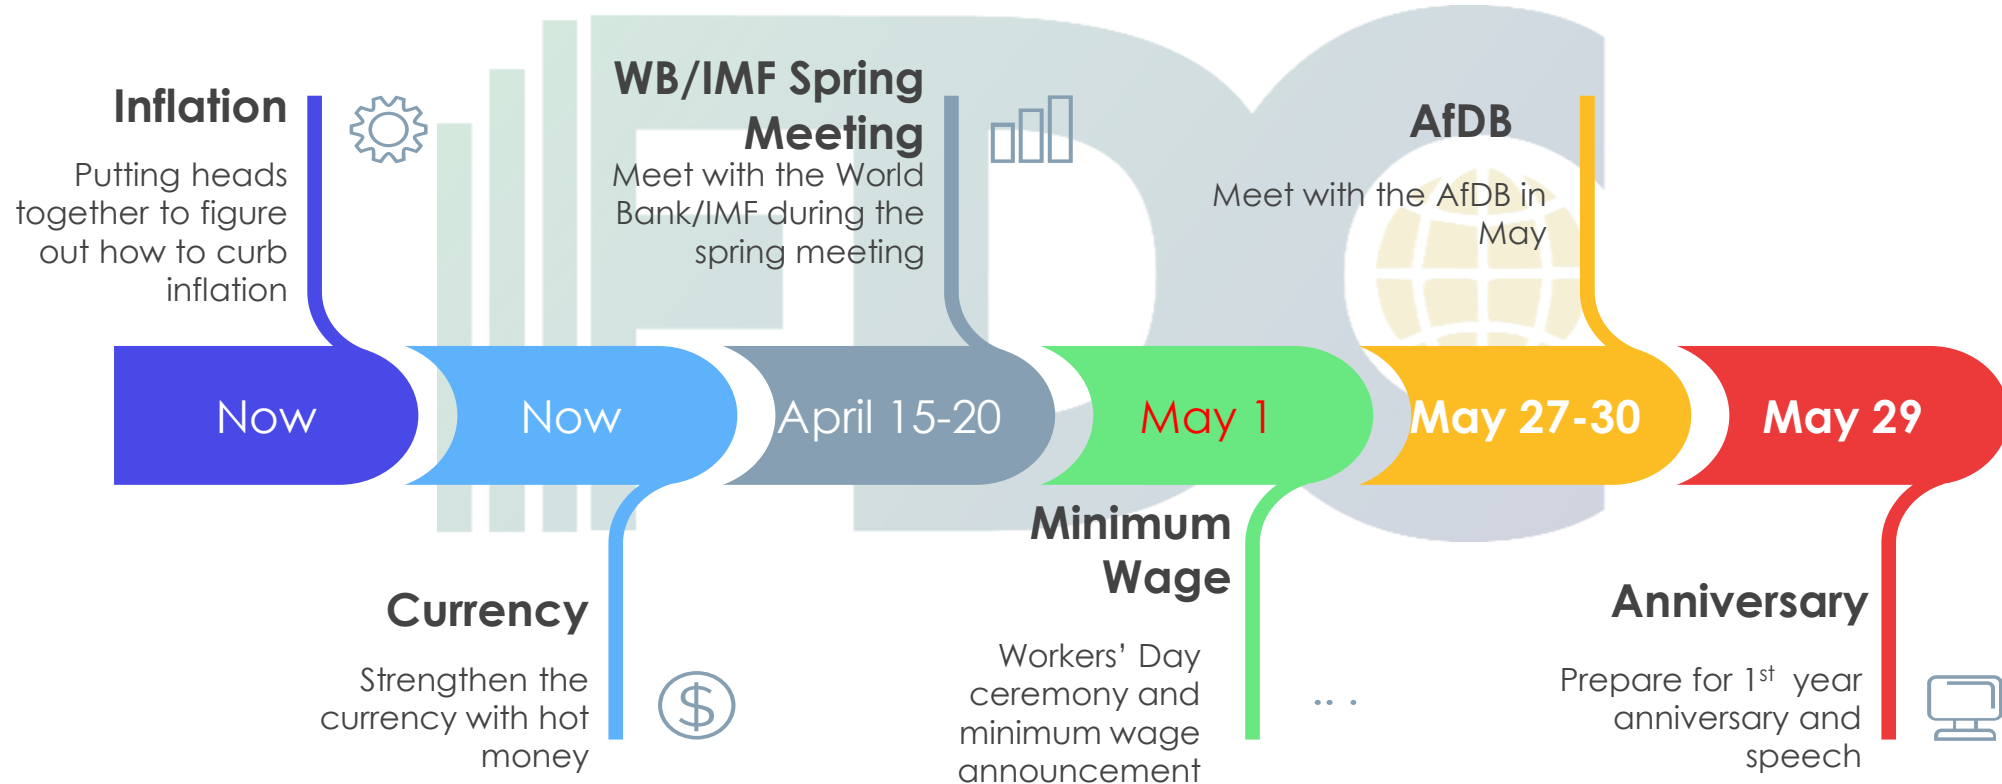 Inflation
Putting heads
together to figure
out how to curb
inflation
WB/IMF Spring
Meeting
Meet with the World
Bank/IMF during the
spring meeting
AfDB
Meet with the AfDB in
May
Now
Now
April 15-20
May 1
May 27-30
May 29
Currency
Strengthen the
currency with hot
money
Minimum
Wage
Workers’ Day
ceremony and
minimum wage
announcement
Anniversary
Prepare for 1st year
anniversary and
speech
FDC
$